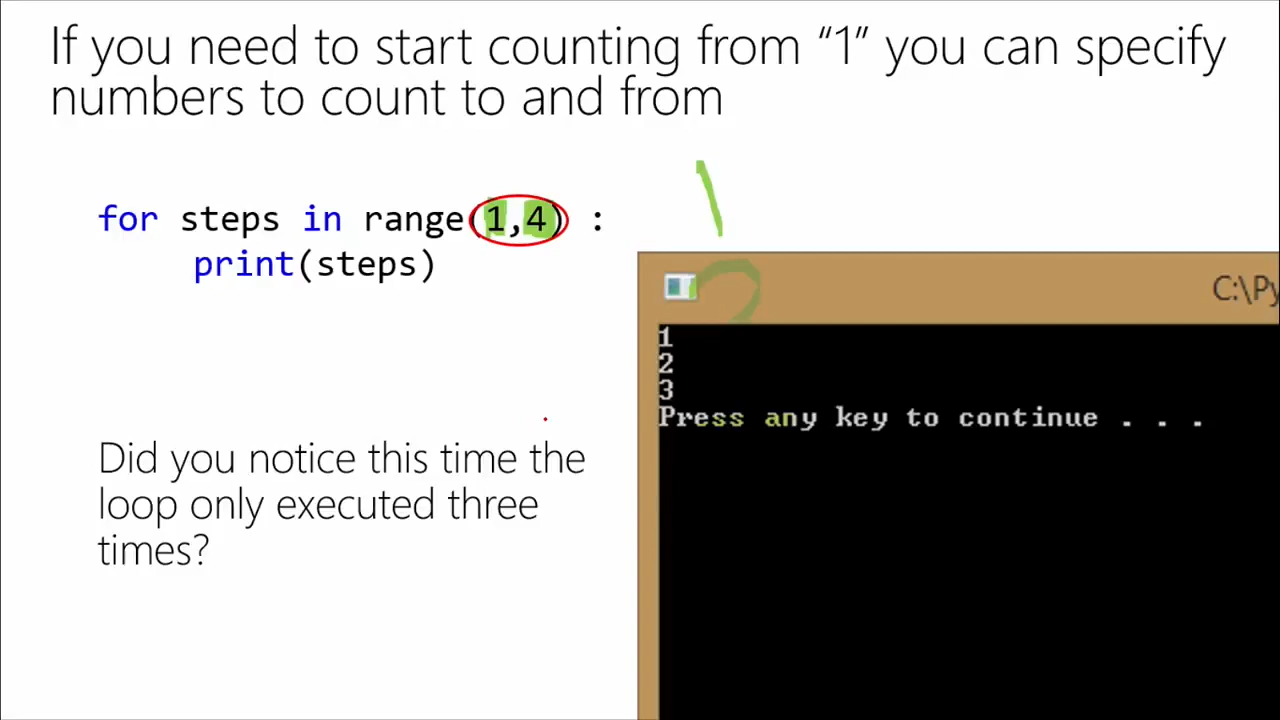 If you need to start counting from “1” you can specify
numbers to count to and from
for steps in range(1,4) :
print(steps)
Did you notice this time the
loop only executed three
times?
1
2
C:\Py
1
2
3
Press any key to continue . . .